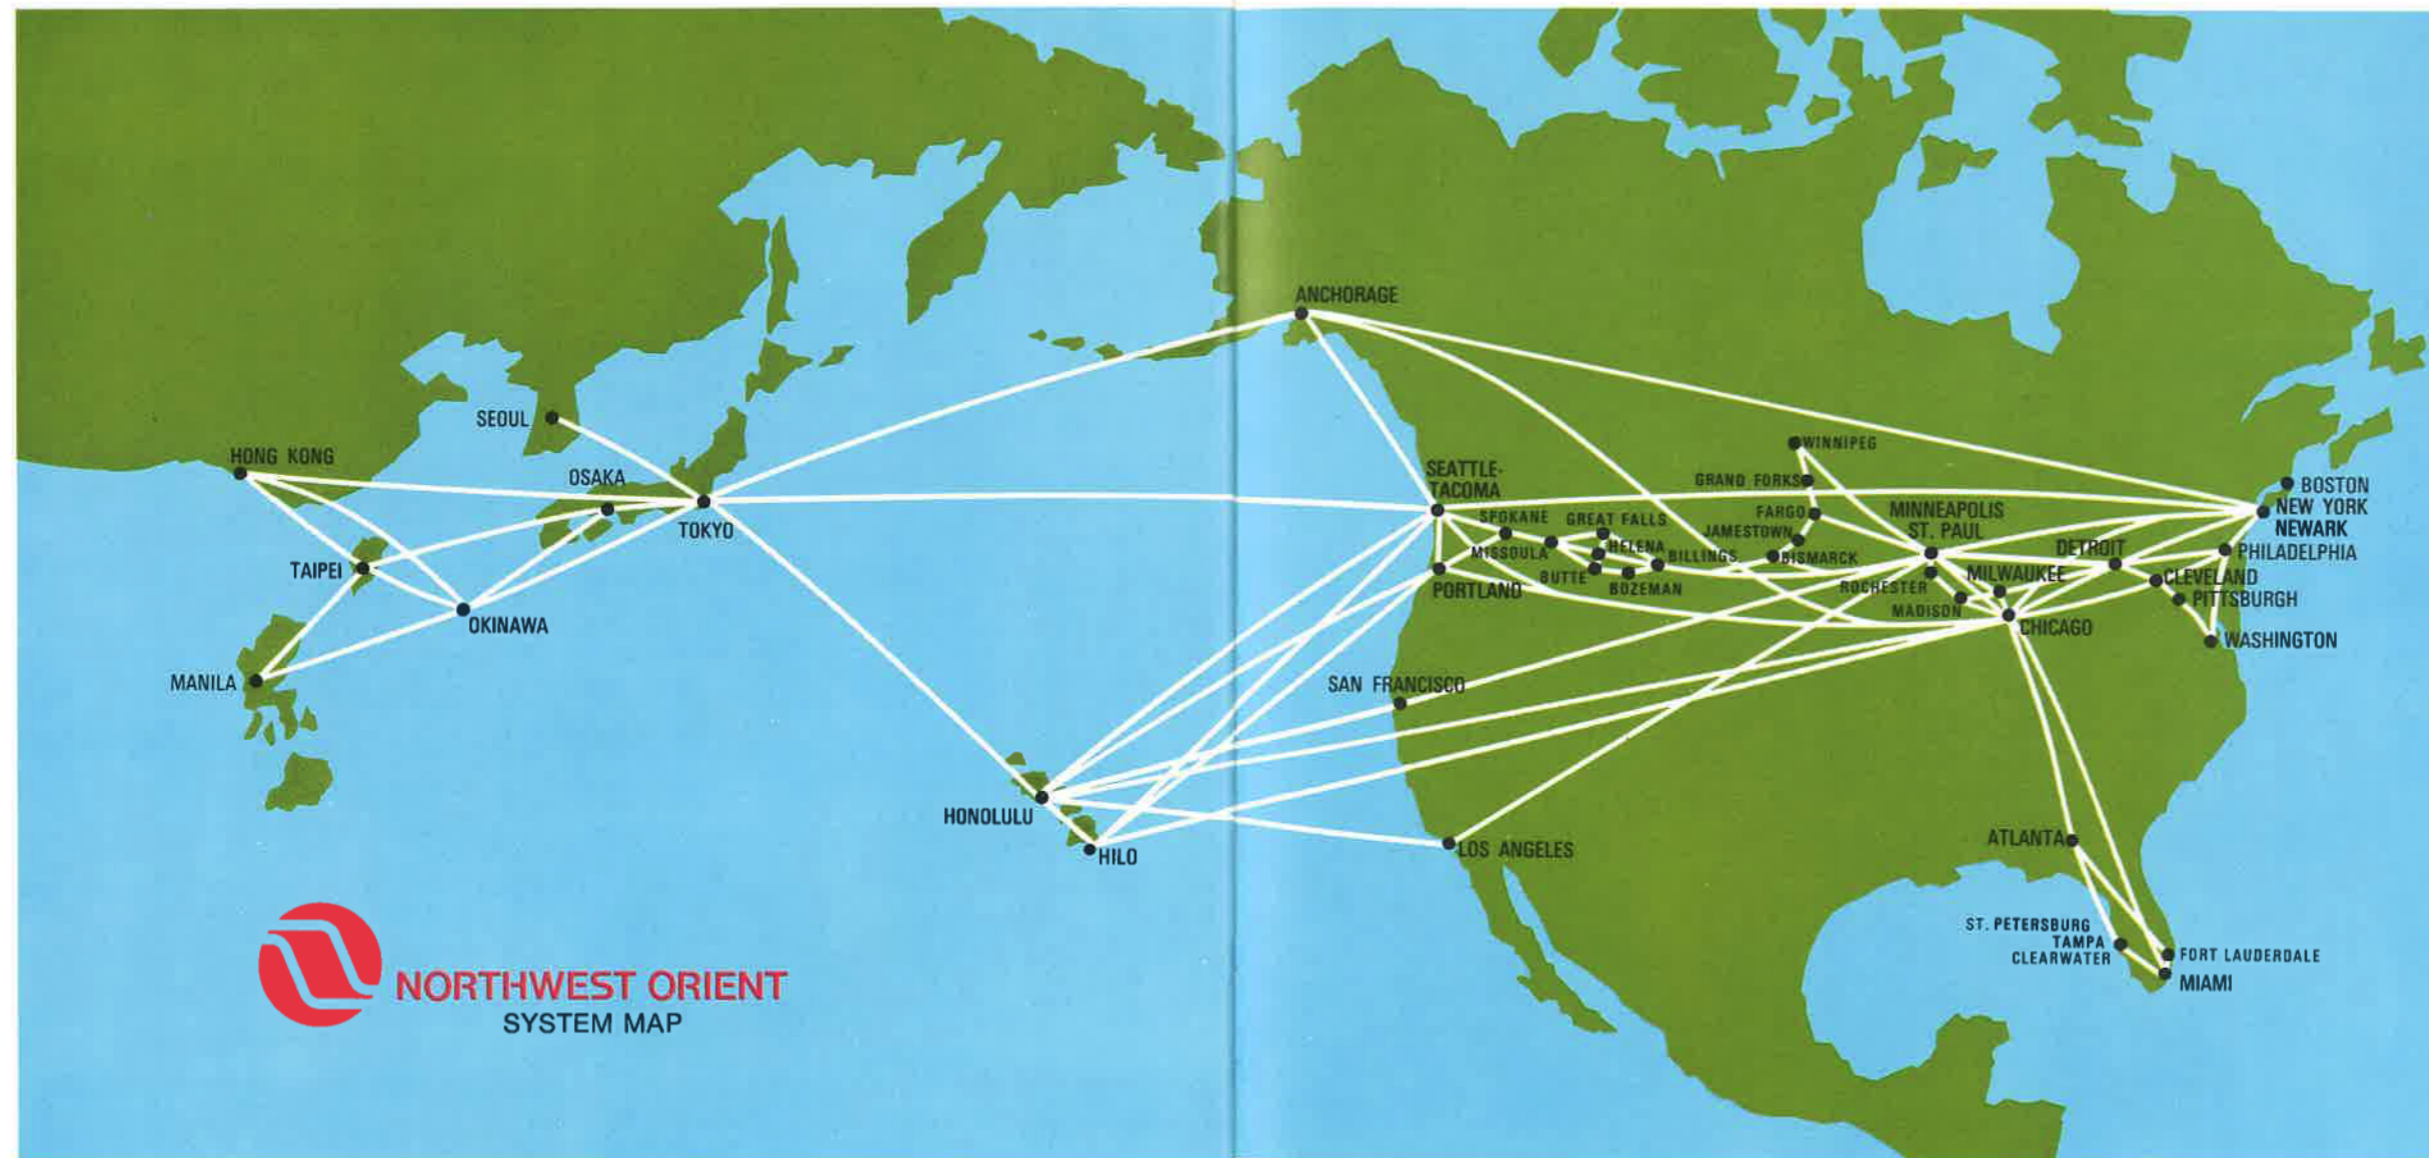 ANCHORAGE
SEOUL
HONG KONG
OSAKA
TOKYO
TAIPEI
OKINAWA
MANILA
HONOLULU
HILO
SEATTLE-
TACOMA
SPOKANE
GREAT FALLS
MISSOULA
HELENA
BILLINGS
BUTTE
BOZEMAN
PORTLAND
WINNIPEG
GRAND FORKS
FARGO
JAMESTOWN
BISMARCK
MINNEAPOLIS
ST. PAUL
ROCHESTER
MILWAUKEE
MADISON
CHICAGO
DETROIT
BOSTON
NEW YORK
NEWARK
PHILADELPHIA
CLEVELAND
PITTSBURGH
WASHINGTON
SAN FRANCISCO
LOS ANGELES
ATLANTA
ST. PETERSBURG
TAMPA
CLEARWATER
FORT LAUDERDALE
MIAMI
NORTHWEST ORIENT
SYSTEM MAP